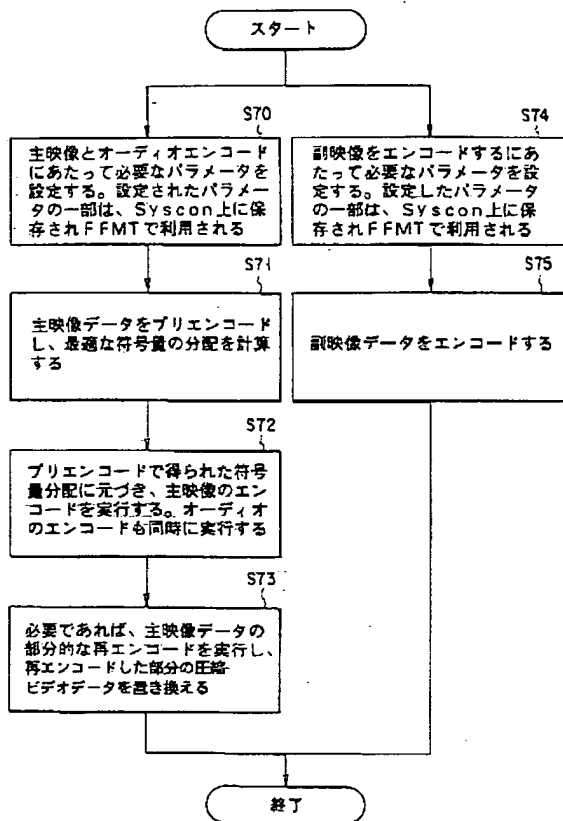 スタート
S70
主映像とオーディオエンコード
にあたって必要なパラメータを
設定する。設定されたパラメー
タの一部は、Syscon上に保
存されFFMTで利用される
S74
副映像をエンコードするにあ
たって必要なパラメータを設
定する。設定したパラメータ
の一部は、Syscon上に保
存されFFMTで利用される
S71
主映像データをプリエンコード
し、最適な符号量の分配を計算
する
S75
副映像データをエンコードする
S72
プリエンコードで得られた符号
量分配に元づき、主映像のエン
コードを実行する。オーディオ
のエンコードも同時に実行する
S73
必要であれば、主映像データの
部分的な再エンコードを実行し、
再エンコードした部分の圧縮
ビデオデータを置き換える
終了